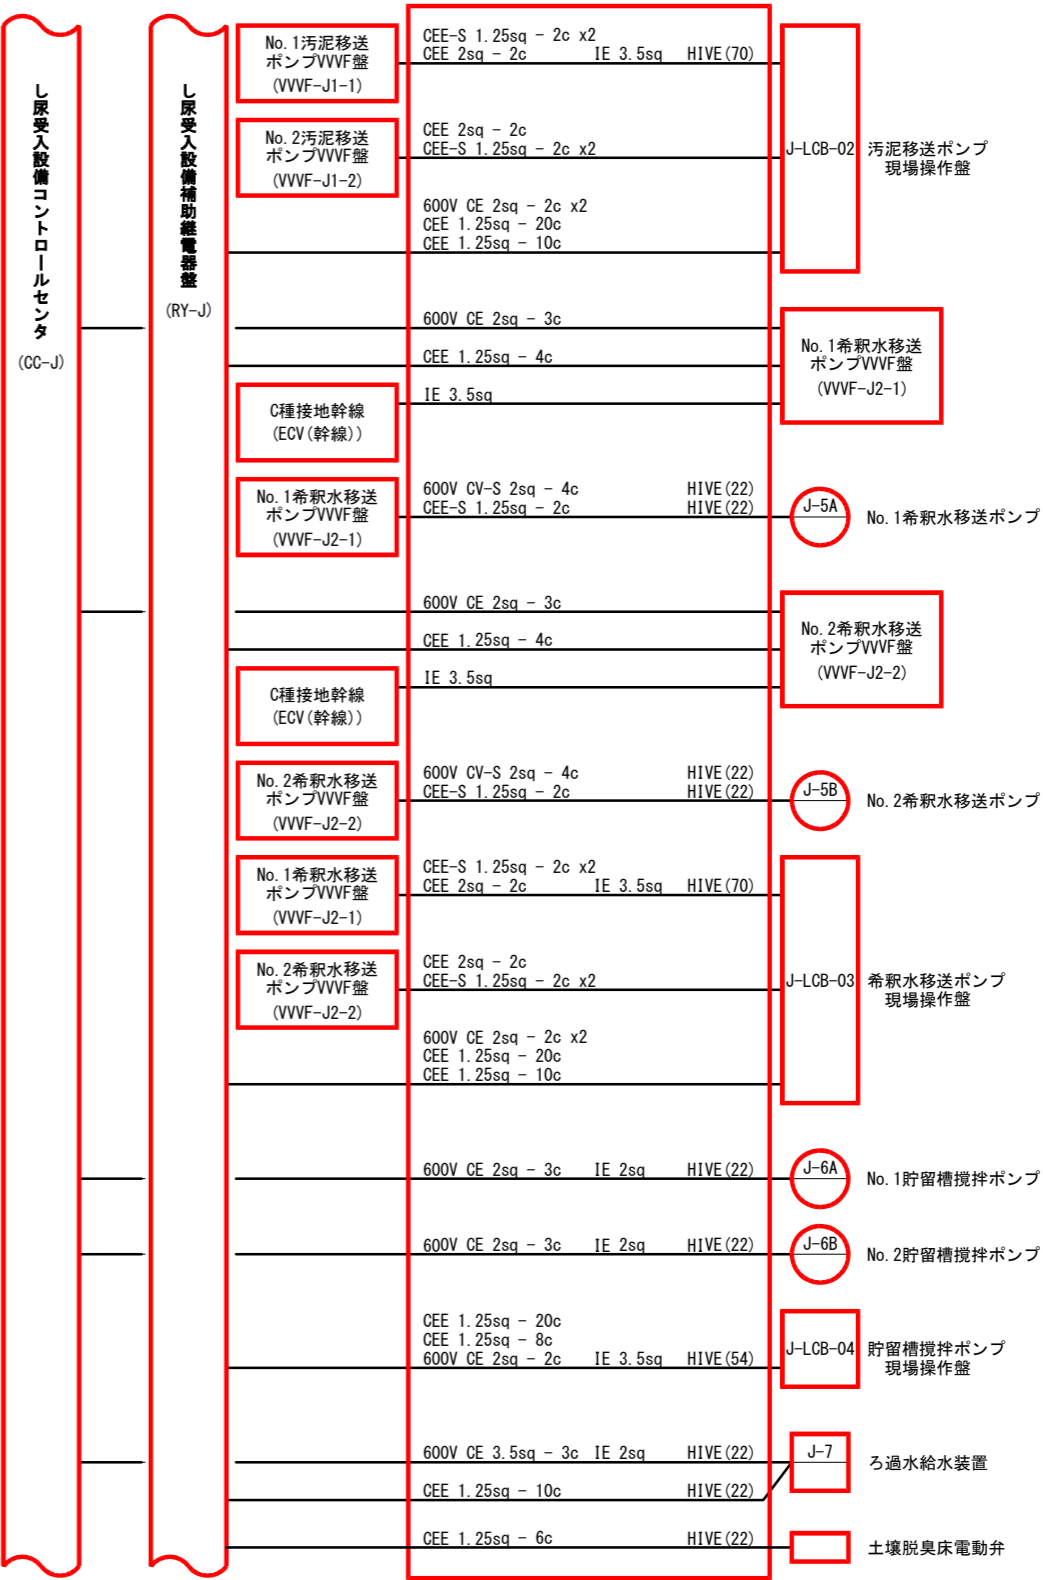 し尿受入設備コントロールセンタ
(CC-J)
し尿受入設備補助継電器盤
(RY-J)
No.1汚泥移送
ポンプVVVF盤
(VVVF-J1-1)
CEE-S 1.25sq - 2c x2
CEE 2sq - 2c IE 3.5sq HIVE(70)
No.2汚泥移送
ポンプVVVF盤
(VVVF-J1-2)
CEE 2sq - 2c
CEE-S 1.25sq - 2c x2
J-LCB-02
汚泥移送ポンプ
現場操作盤
600V CE 2sq - 2c x2
CEE 1.25sq - 20c
CEE 1.25sq - 10c
600V CE 2sq - 3c
CEE 1.25sq - 4c
No.1希釈水移送
ポンプVVVF盤
(VVVF-J2-1)
C種接地幹線
(ECV(幹線))
IE 3.5sq
No.1希釈水移送
ポンプVVVF盤
(VVVF-J2-1)
600V CV-S 2sq - 4c HIVE(22)
CEE-S 1.25sq - 2c HIVE(22)
J-5A
No.1希釈水移送ポンプ
600V CE 2sq - 3c
CEE 1.25sq - 4c
No.2希釈水移送
ポンプVVVF盤
(VVVF-J2-2)
C種接地幹線
(ECV(幹線))
IE 3.5sq
No.2希釈水移送
ポンプVVVF盤
(VVVF-J2-2)
600V CV-S 2sq - 4c HIVE(22)
CEE-S 1.25sq - 2c HIVE(22)
J-5B
No.2希釈水移送ポンプ
No.1希釈水移送
ポンプVVVF盤
(VVVF-J2-1)
CEE-S 1.25sq - 2c x2
CEE 2sq - 2c IE 3.5sq HIVE(70)
No.2希釈水移送
ポンプVVVF盤
(VVVF-J2-2)
CEE 2sq - 2c
CEE-S 1.25sq - 2c x2
J-LCB-03
希釈水移送ポンプ
現場操作盤
600V CE 2sq - 2c x2
CEE 1.25sq - 20c
CEE 1.25sq - 10c
600V CE 2sq - 3c IE 2sq HIVE(22)
J-6A
No.1貯留槽撹拌ポンプ
600V CE 2sq - 3c IE 2sq HIVE(22)
J-6B
No.2貯留槽撹拌ポンプ
CEE 1.25sq - 20c
CEE 1.25sq - 8c
600V CE 2sq - 2c IE 3.5sq HIVE(54)
J-LCB-04
貯留槽撹拌ポンプ
現場操作盤
600V CE 3.5sq - 3c IE 2sq HIVE(22)
J-7
ろ過水給水装置
CEE 1.25sq - 10c HIVE(22)
CEE 1.25sq - 6c HIVE(22)
土壌脱臭床電動弁